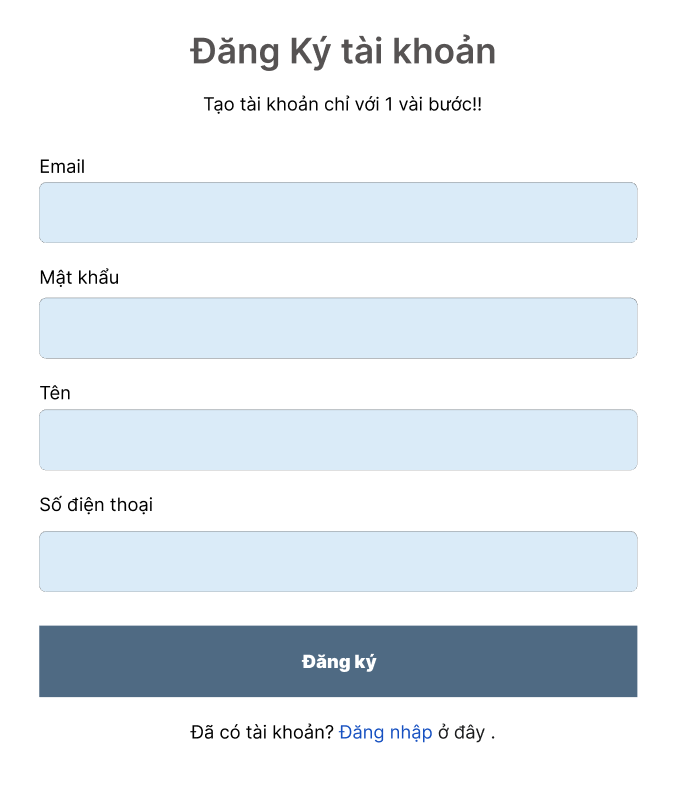 Đăng Ký tài khoản
Tạo tài khoản chỉ với 1 vài bước!!
Email
Mật khẩu
Tên
Số điện thoại
Đăng ký
Đã có tài khoản? Đăng nhập ở đây .